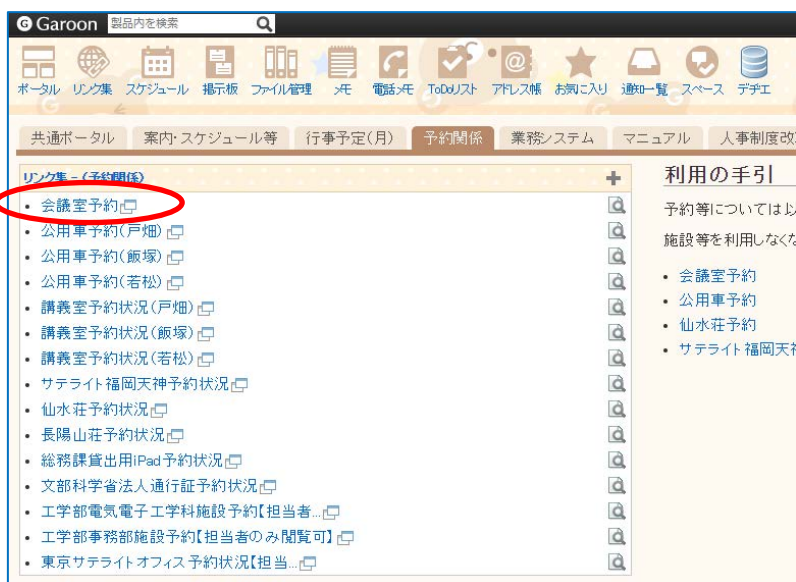 Garoon 製品内を検索
ポータル リンク集 スケジュール 掲示板 ファイル管理 メモ 電話メモ ToDoリスト アドレス帳 お気に入り 通知一覧 スペース デヂエ
共通ポータル 案内・スケジュール等 行事予定(月) 予約関係 業務システム マニュアル 人事制度改
リンク集 - (予約関係)
・会議室予約
・公用車予約(戸畑)
・公用車予約(飯塚)
・公用車予約(若松)
・講義室予約状況(戸畑)
・講義室予約状況(飯塚)
・講義室予約状況(若松)
・サテライト福岡天神予約状況
・仙水荘予約状況
・長陽山荘予約状況
・総務課貸出用iPad予約状況
・文部科学省法人通行証予約状況
・工学部電気電子工学科施設予約【担当者...
・工学部事務部施設予約【担当者のみ閲覧可】
・東京サテライトオフィス予約状況【担当...
利用の手引
予約等については以
施設等を利用しなくな
・会議室予約
・公用車予約
・仙水荘予約
・サテライト福岡天